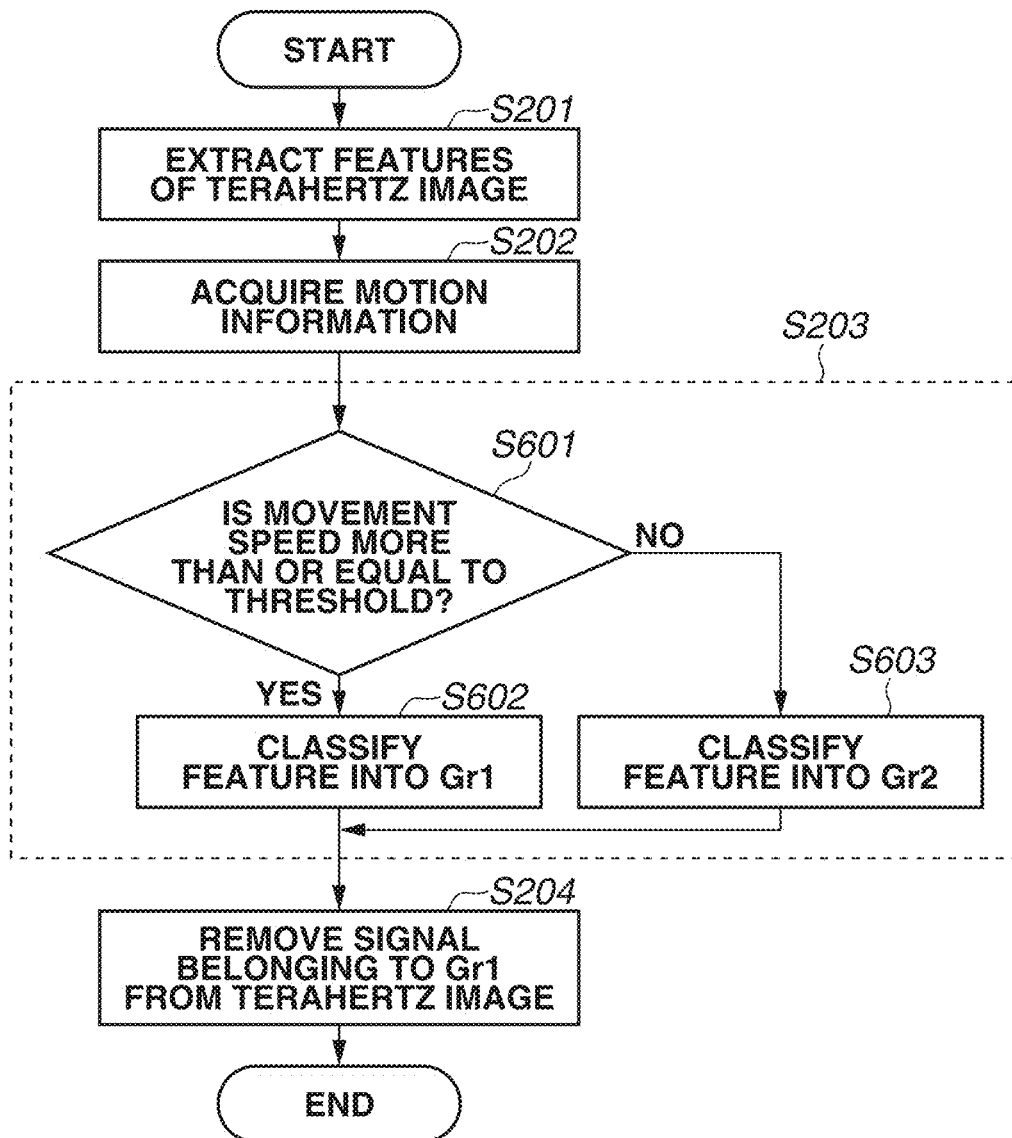 START
S201
EXTRACT FEATURES
OF TERAHERTZ IMAGE
S202
ACQUIRE MOTION
INFORMATION
S203
S601
IS MOVEMENT
SPEED MORE
THAN OR EQUAL TO
THRESHOLD?
NO
YES
S602
CLASSIFY
FEATURE INTO Gr1
S603
CLASSIFY
FEATURE INTO Gr2
S204
REMOVE SIGNAL
BELONGING TO Gr1
FROM TERAHERTZ IMAGE
END